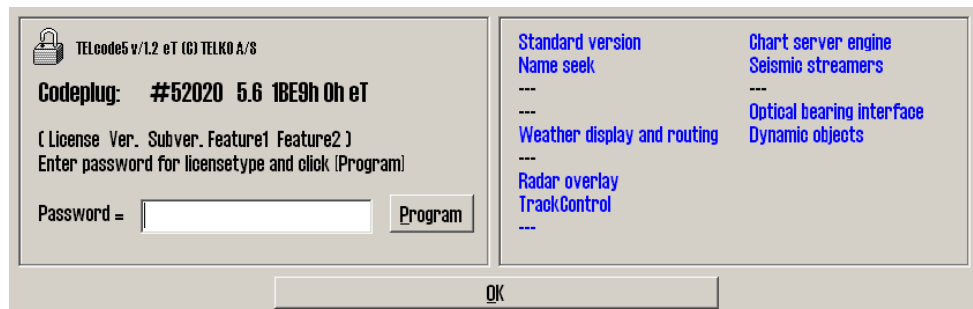 TELcode5 v/1.2 eT (C) TELKO A/S
Codeplug: #52020 5.6 1BE9h 0h eT
( License Ver. Subver. Feature1 Feature2 )
Enter password for licensetype and click [Program]
Password =
Program
Standard version
Name seek
---
---
Weather display and routing
---
Radar overlay
TrackControl
---
Chart server engine
Seismic streamers
---
Optical bearing interface
Dynamic objects
OK